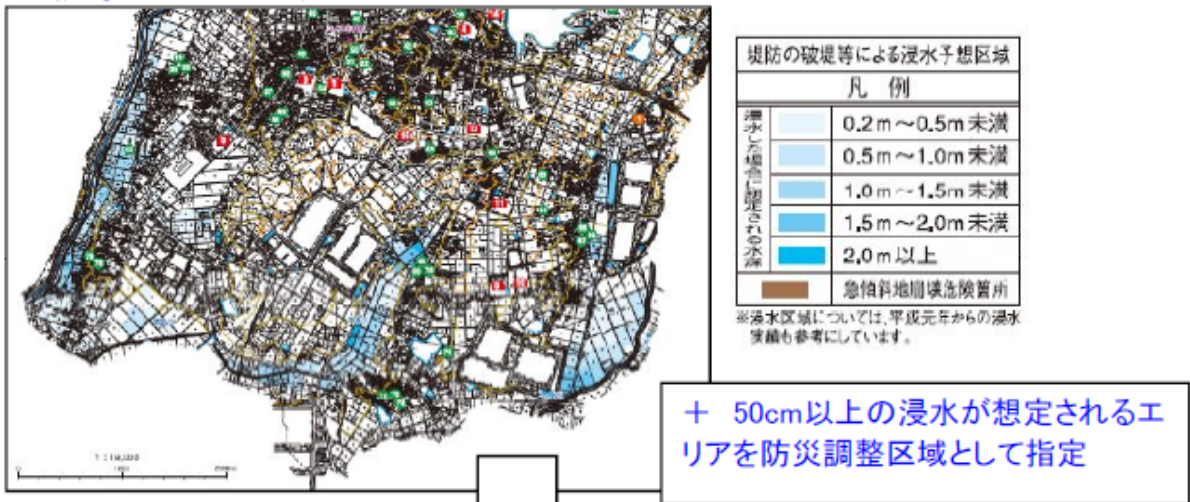 堤防の破堤等による浸水予想区域
凡 例
浸水した場合に想定される水深
0.2m～0.5m未満
0.5m～1.0m未満
1.0m～1.5m未満
1.5m～2.0m未満
2.0m以上
急傾斜地崩壊危険箇所
※浸水区域については、平成元年からの浸水
実績も参考にしています。
＋ 50cm以上の浸水が想定されるエ
リアを防災調整区域として指定